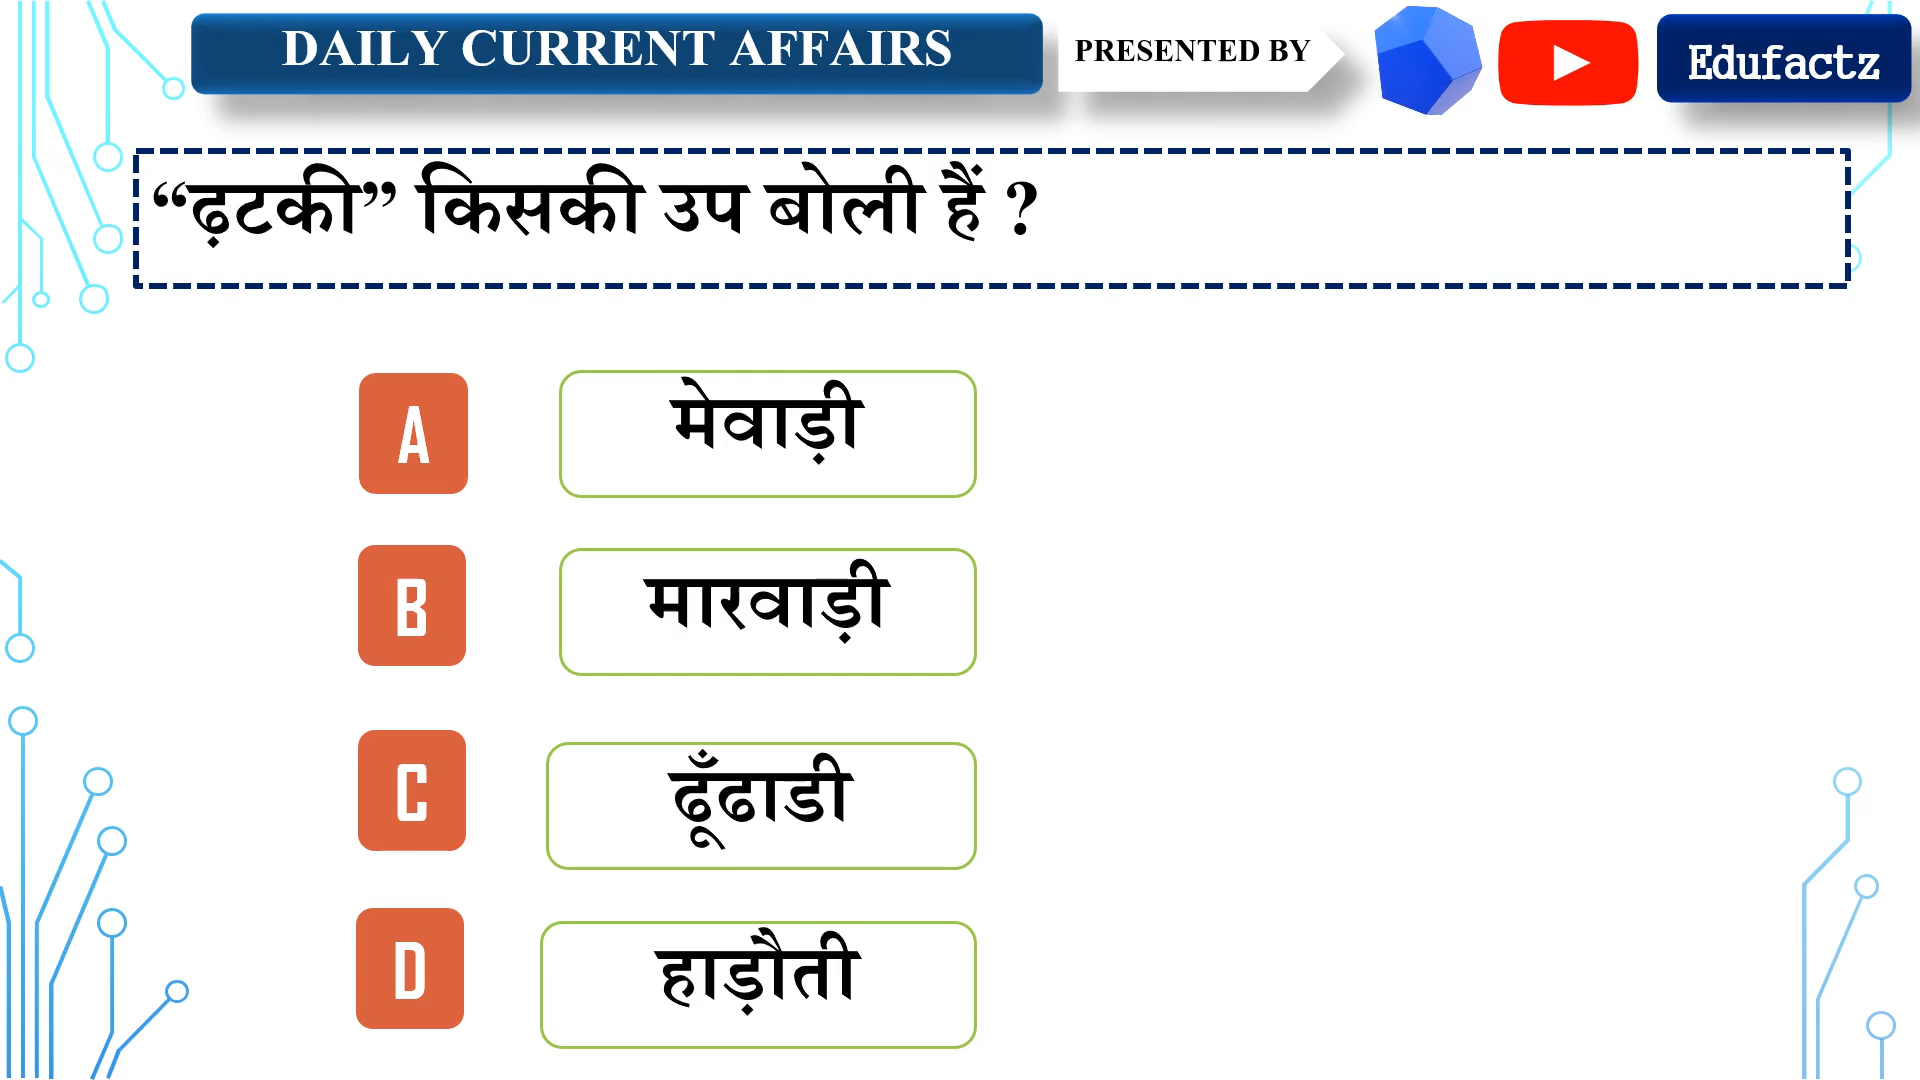 DAILY CURRENT AFFAIRS
PRESENTED BY
Edufactz
“ढ़टकी” किसकी उप बोली हैं ?
A
मेवाड़ी
B
मारवाड़ी
C
ढूँढाडी
D
हाड़ौती